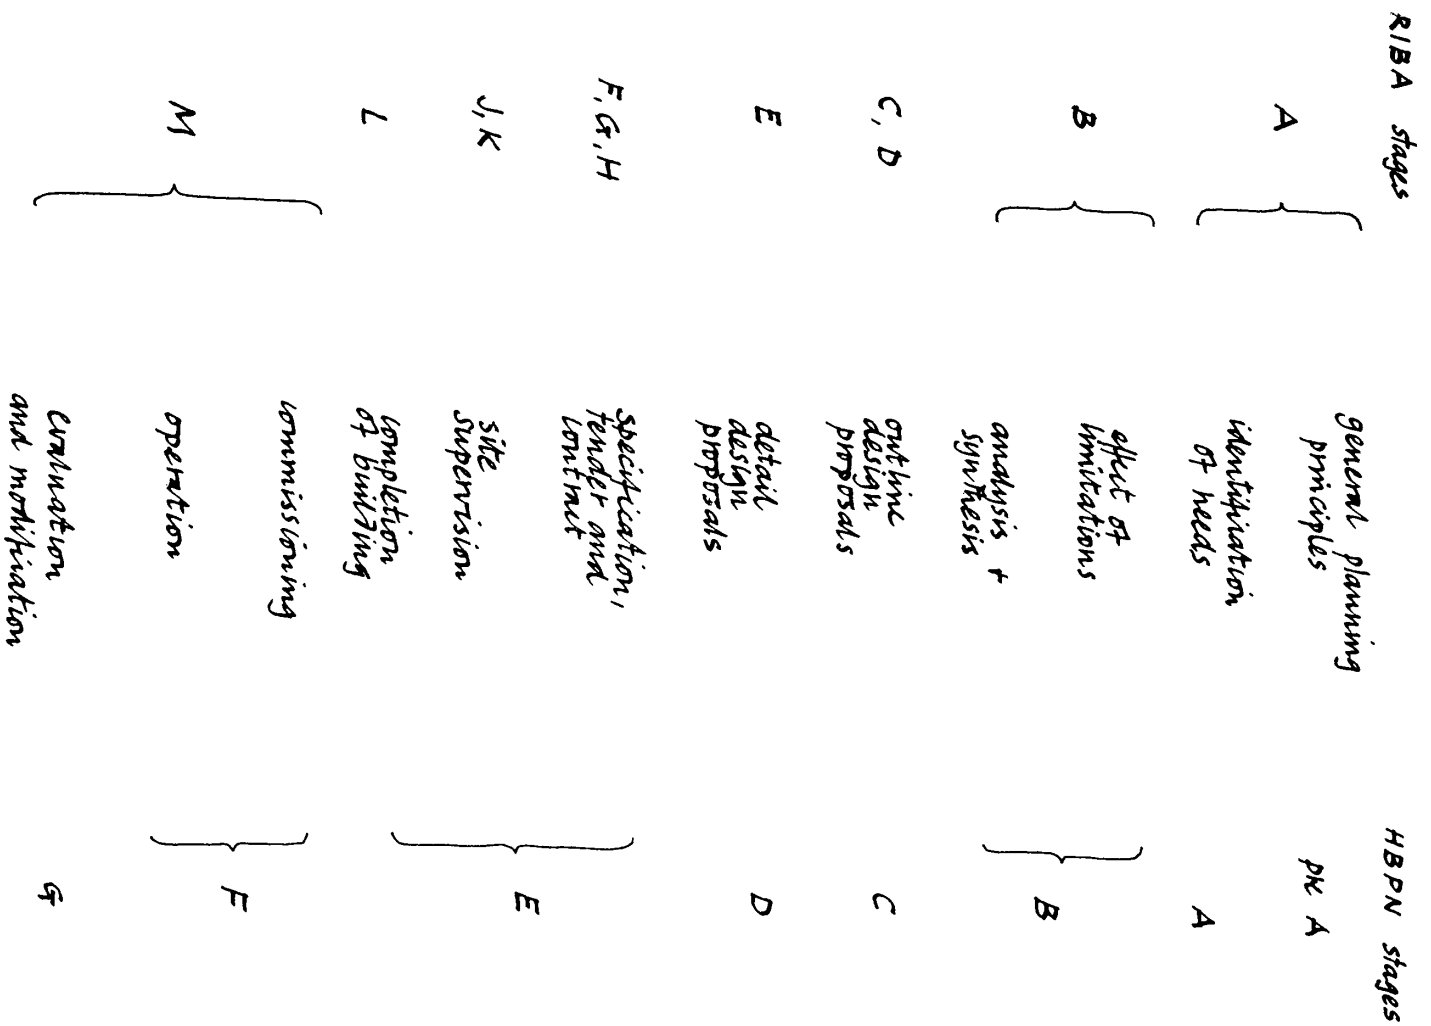 RIBA stages
HBPN stages
A
general planning
principles
pre A
identification
of needs
A
B
effect of
limitations
analysis +
synthesis
B
C, D
outline
design
proposals
C
E
detail
design
proposals
D
F, G, H
specification,
tender and
contract
J, K
site
supervision
E
L
completion
of building
M
commissioning
operation
F
evaluation
and modification
G